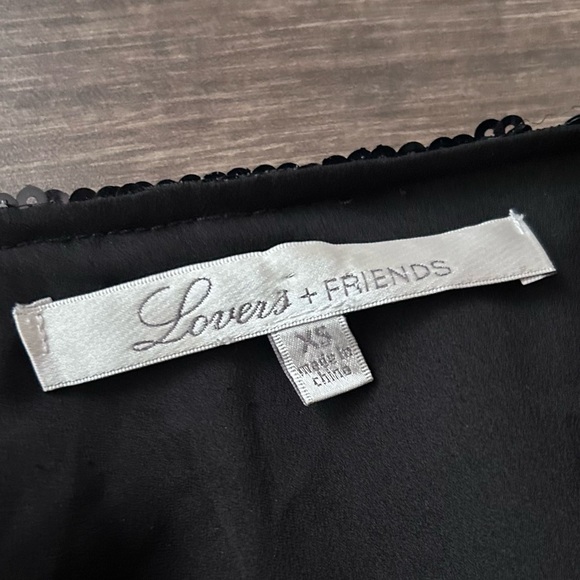 Lovers + FRIENDS
XS
made in
china